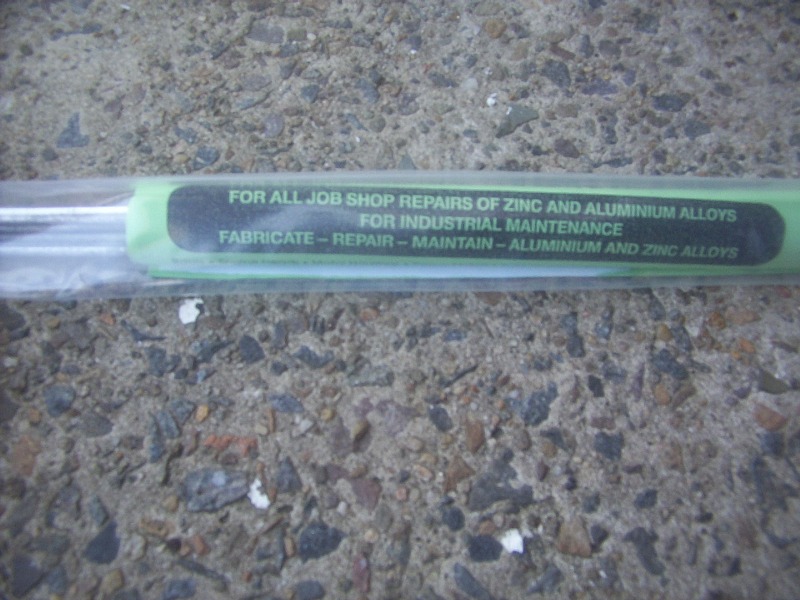 FOR ALL JOB SHOP REPAIRS OF ZINC AND ALUMINIUM ALLOYS
FOR INDUSTRIAL MAINTENANCE
FABRICATE – REPAIR – MAINTAIN – ALUMINIUM AND ZINC ALLOYS